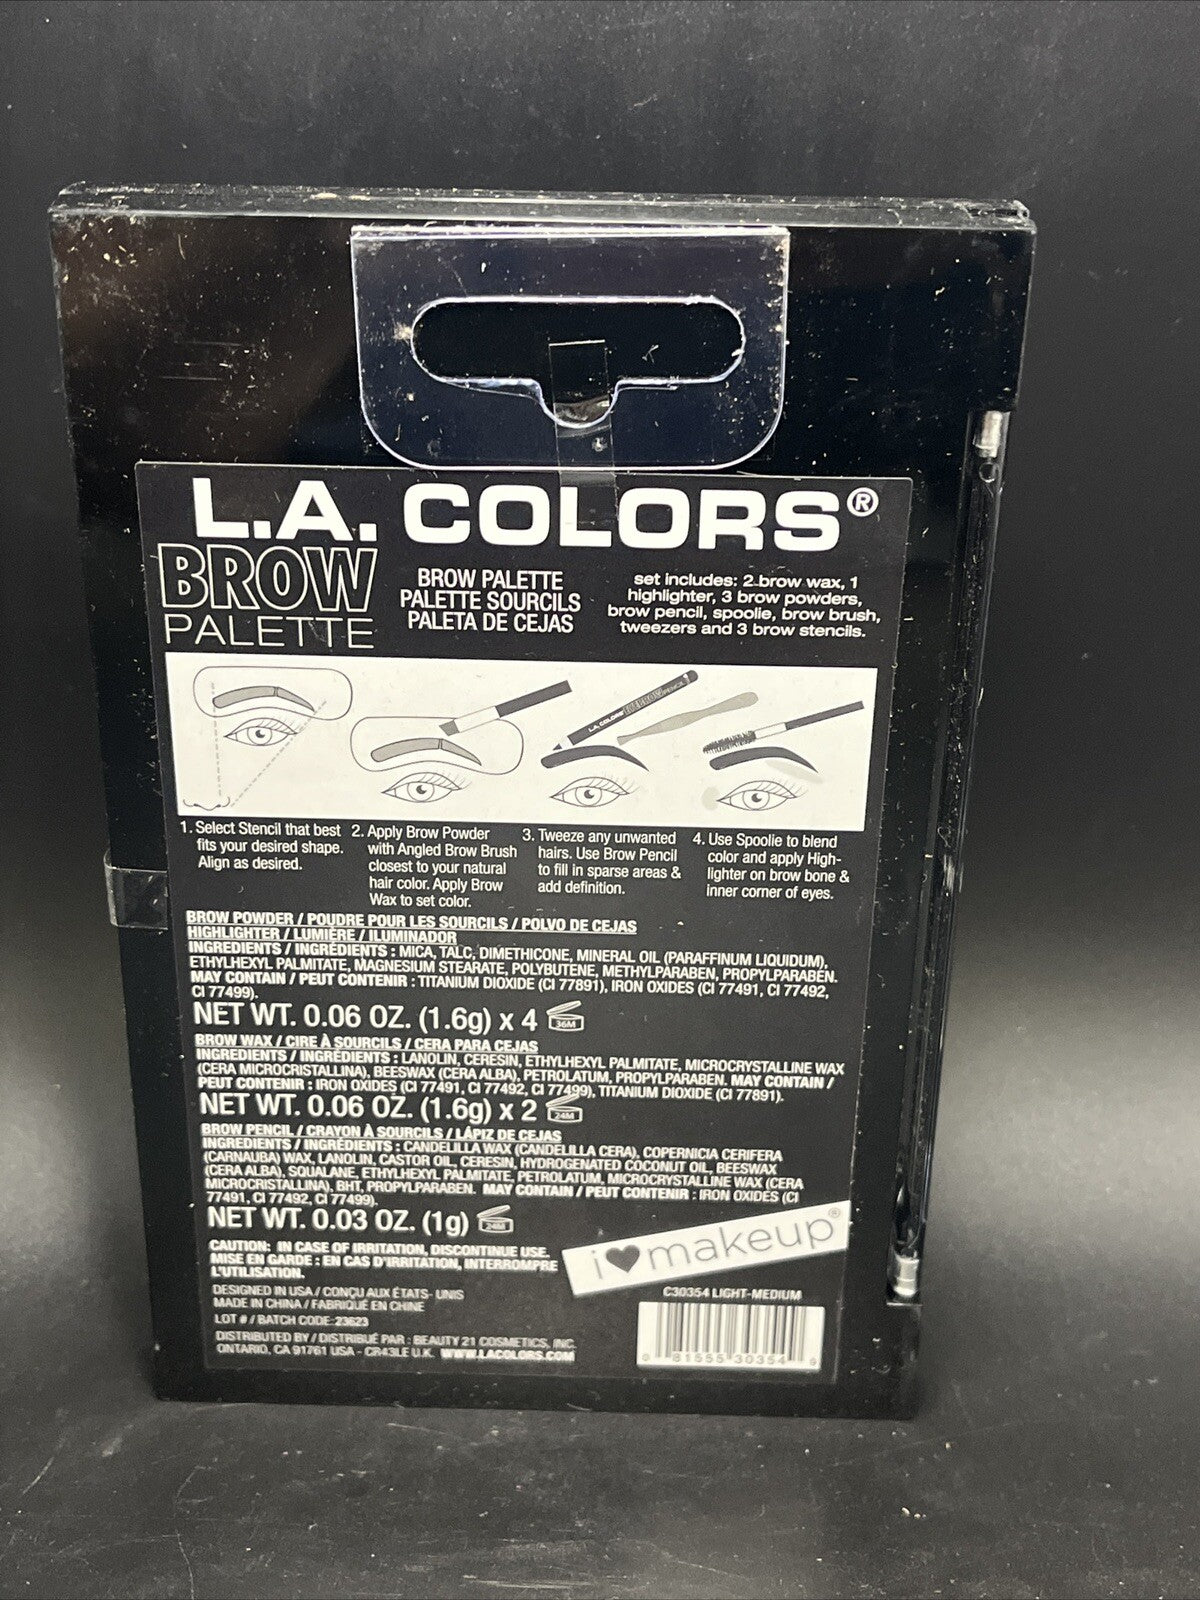 L.A. COLORS®
BROW
PALETTE
BROW PALETTE
PALETTE SOURCILS
PALETA DE CEJAS
set includes: 2 brow wax, 1
highlighter, 3 brow powders,
brow pencil, spoolie, brow brush,
tweezers and 3 brow stencils.
L.A. COLORS
1. Select Stencil that best
fits your desired shape.
Align as desired.
2. Apply Brow Powder
with Angled Brow Brush
closest to your natural
hair color. Apply Brow
Wax to set color.
3. Tweeze any unwanted
hairs. Use Brow Pencil
to fill in sparse areas &
add definition.
4. Use Spoolie to blend
color and apply High-
lighter on brow bone &
inner corner of eyes.
BROW POWDER / POUDRE POUR LES SOURCILS / POLVO DE CEJAS
HIGHLIGHTER / LUMIÈRE / ILUMINADOR
INGREDIENTS / INGRÉDIENTS : MICA, TALC, DIMETHICONE, MINERAL OIL (PARAFFINUM LIQUIDUM),
ETHYLHEXYL PALMITATE, MAGNESIUM STEARATE, POLYBUTENE, METHYLPARABEN, PROPYLPARABEN.
MAY CONTAIN / PEUT CONTENIR : TITANIUM DIOXIDE (CI 77891), IRON OXIDES (CI 77491, CI 77492,
CI 77499).
NET WT. 0.06 OZ. (1.6g) x 4 36M
BROW WAX / CIRE À SOURCILS / CERA PARA CEJAS
INGREDIENTS / INGRÉDIENTS : LANOLIN, CERESIN, ETHYLHEXYL PALMITATE, MICROCRYSTALLINE WAX
(CERA MICROCRISTALLINA), BEESWAX (CERA ALBA), PETROLATUM, PROPYLPARABEN. MAY CONTAIN /
PEUT CONTENIR : IRON OXIDES (CI 77491, CI 77492, CI 77499), TITANIUM DIOXIDE (CI 77891).
NET WT. 0.06 OZ. (1.6g) x 2 24M
BROW PENCIL / CRAYON À SOURCILS / LÁPIZ DE CEJAS
INGREDIENTS / INGRÉDIENTS : CANDELILLA WAX (CANDELILLA CERA), COPERNICIA CERIFERA
(CARNAUBA) WAX, LANOLIN, CASTOR OIL, CERESIN, HYDROGENATED COCONUT OIL, BEESWAX
(CERA ALBA), SQUALANE, ETHYLHEXYL PALMITATE, PETROLATUM, MICROCRYSTALLINE WAX (CERA
MICROCRISTALLINA), BHT, PROPYLPARABEN. MAY CONTAIN / PEUT CONTENIR : IRON OXIDES (CI
77491, CI 77492, CI 77499).
NET WT. 0.03 OZ. (1g) 24M
CAUTION: IN CASE OF IRRITATION, DISCONTINUE USE.
MISE EN GARDE : EN CAS D'IRRITATION, INTERROMPRE
L'UTILISATION.
DESIGNED IN USA / CONÇU AUX ÉTATS- UNIS
MADE IN CHINA / FABRIQUÉ EN CHINE
LOT # / BATCH CODE: 23623
DISTRIBUTED BY / DISTRIBUÉ PAR : BEAUTY 21 COSMETICS, INC.
ONTARIO, CA 91761 USA - CR43LE U.K. WWW.LACOLORS.COM
i♥makeup®
C30354 LIGHT-MEDIUM
0 81555 30354